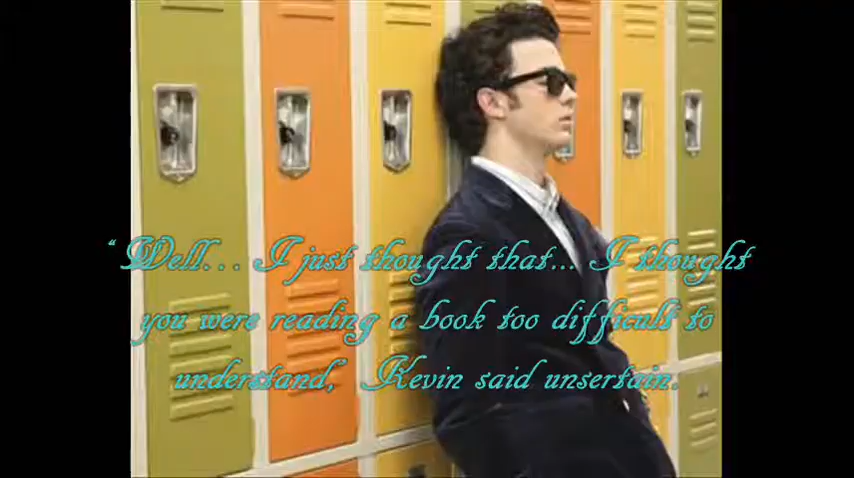 “Well... I just thought that... I thought
you were reading a book too difficult to
understand,” Kevin said unsertain.